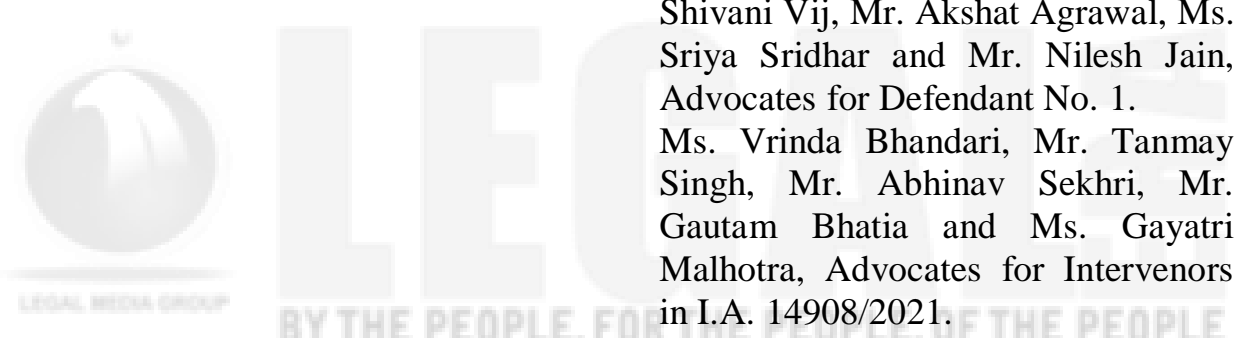 Shivani Vij, Mr. Akshat Agrawal, Ms.
Sriya Sridhar and Mr. Nilesh Jain,
Advocates for Defendant No. 1.
Ms. Vrinda Bhandari, Mr. Tanmay
Singh, Mr. Abhinav Sekhri, Mr.
Gautam Bhatia and Ms. Gayatri
Malhotra, Advocates for Intervenors
in I.A. 14908/2021.
LEGAL
LEGAL MEDIA GROUP
BY THE PEOPLE. FOR THE PEOPLE. OF THE PEOPLE